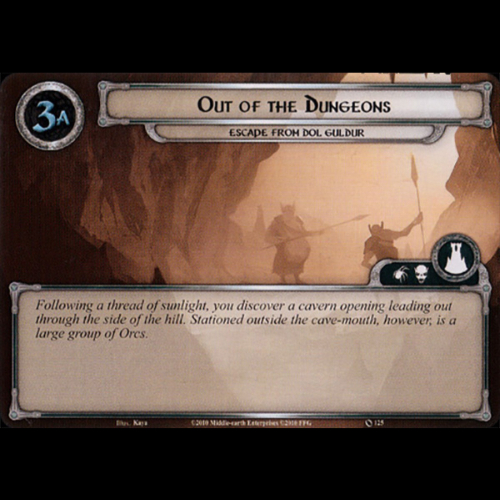 3A
OUT OF THE DUNGEONS
ESCAPE FROM DOL GULDUR
Following a thread of sunlight, you discover a cavern opening leading out
through the side of the hill. Stationed outside the cave-mouth, however, is a
large group of Orcs.
Illus. Kaya ©2010 Middle-earth Enterprises ©2010 FFG 125